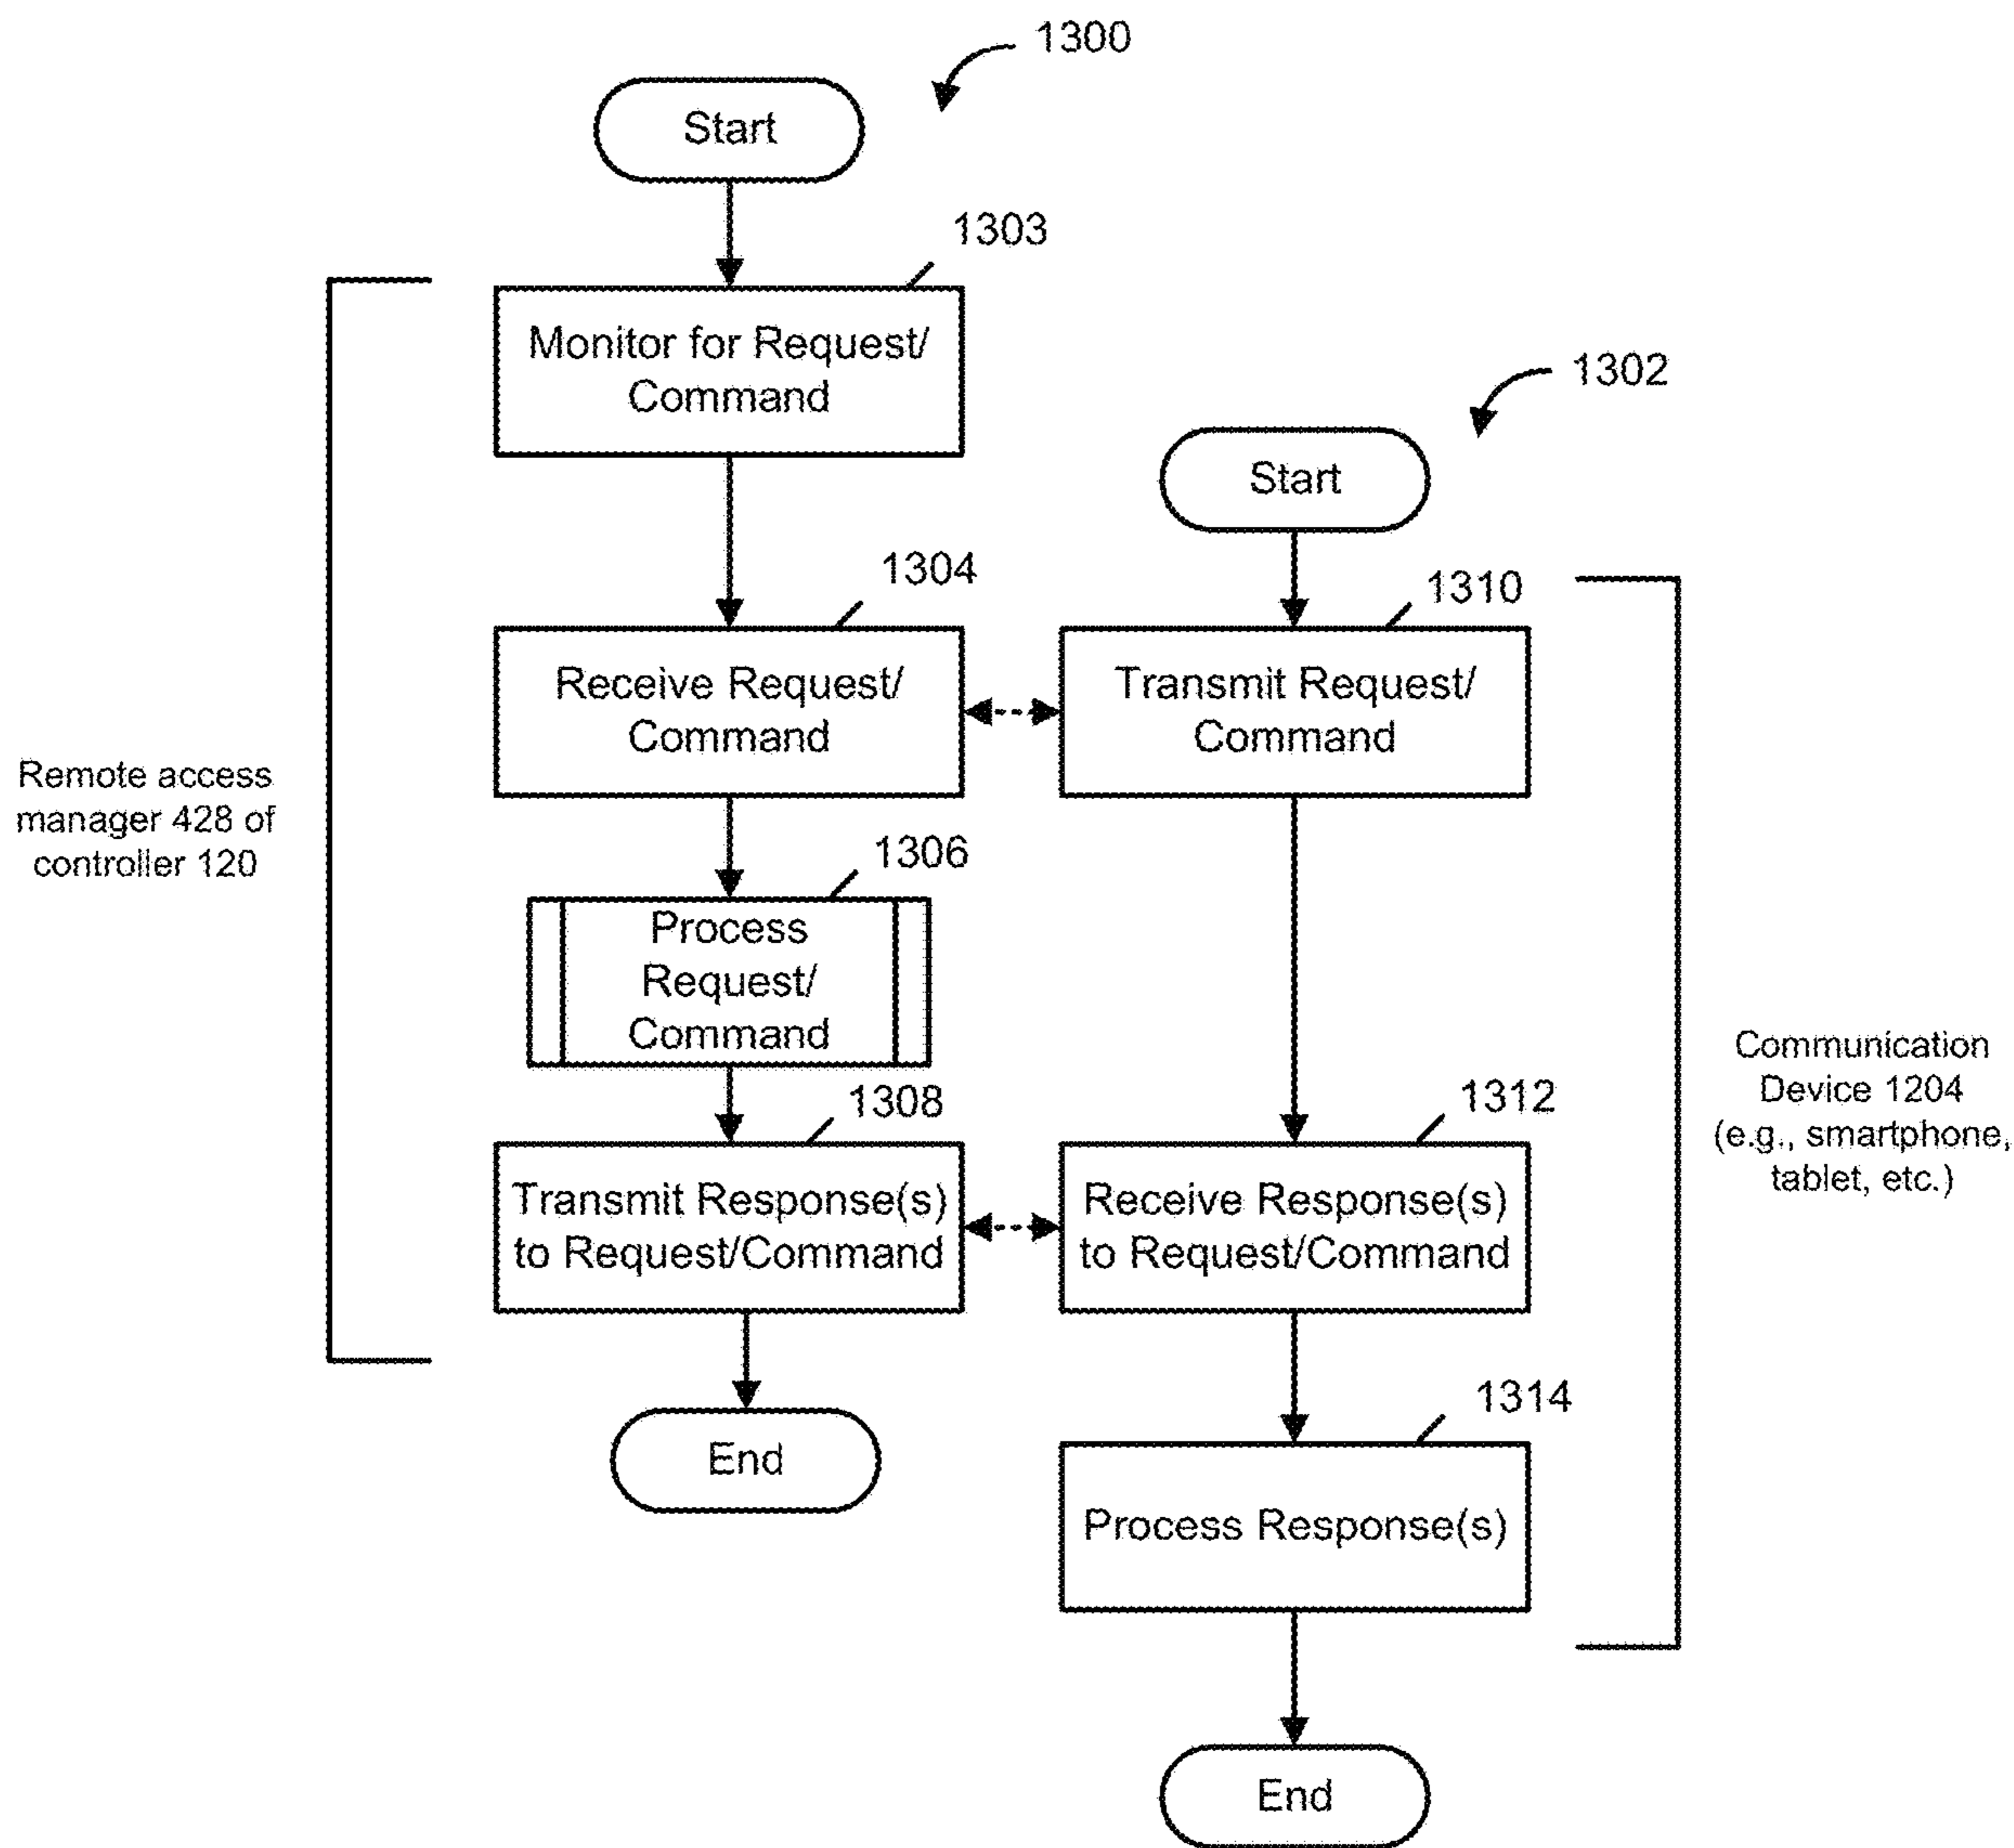 1300
Start
1303
Monitor for Request/
Command
1302
Start
1304
1310
Receive Request/
Command
Transmit Request/
Command
Remote access
manager 428 of
controller 120
1306
Process
Request/
Command
Communication
Device 1204
(e.g., smartphone,
tablet, etc.)
1308
1312
Transmit Response(s)
to Request/Command
Receive Response(s)
to Request/Command
1314
End
Process Response(s)
End